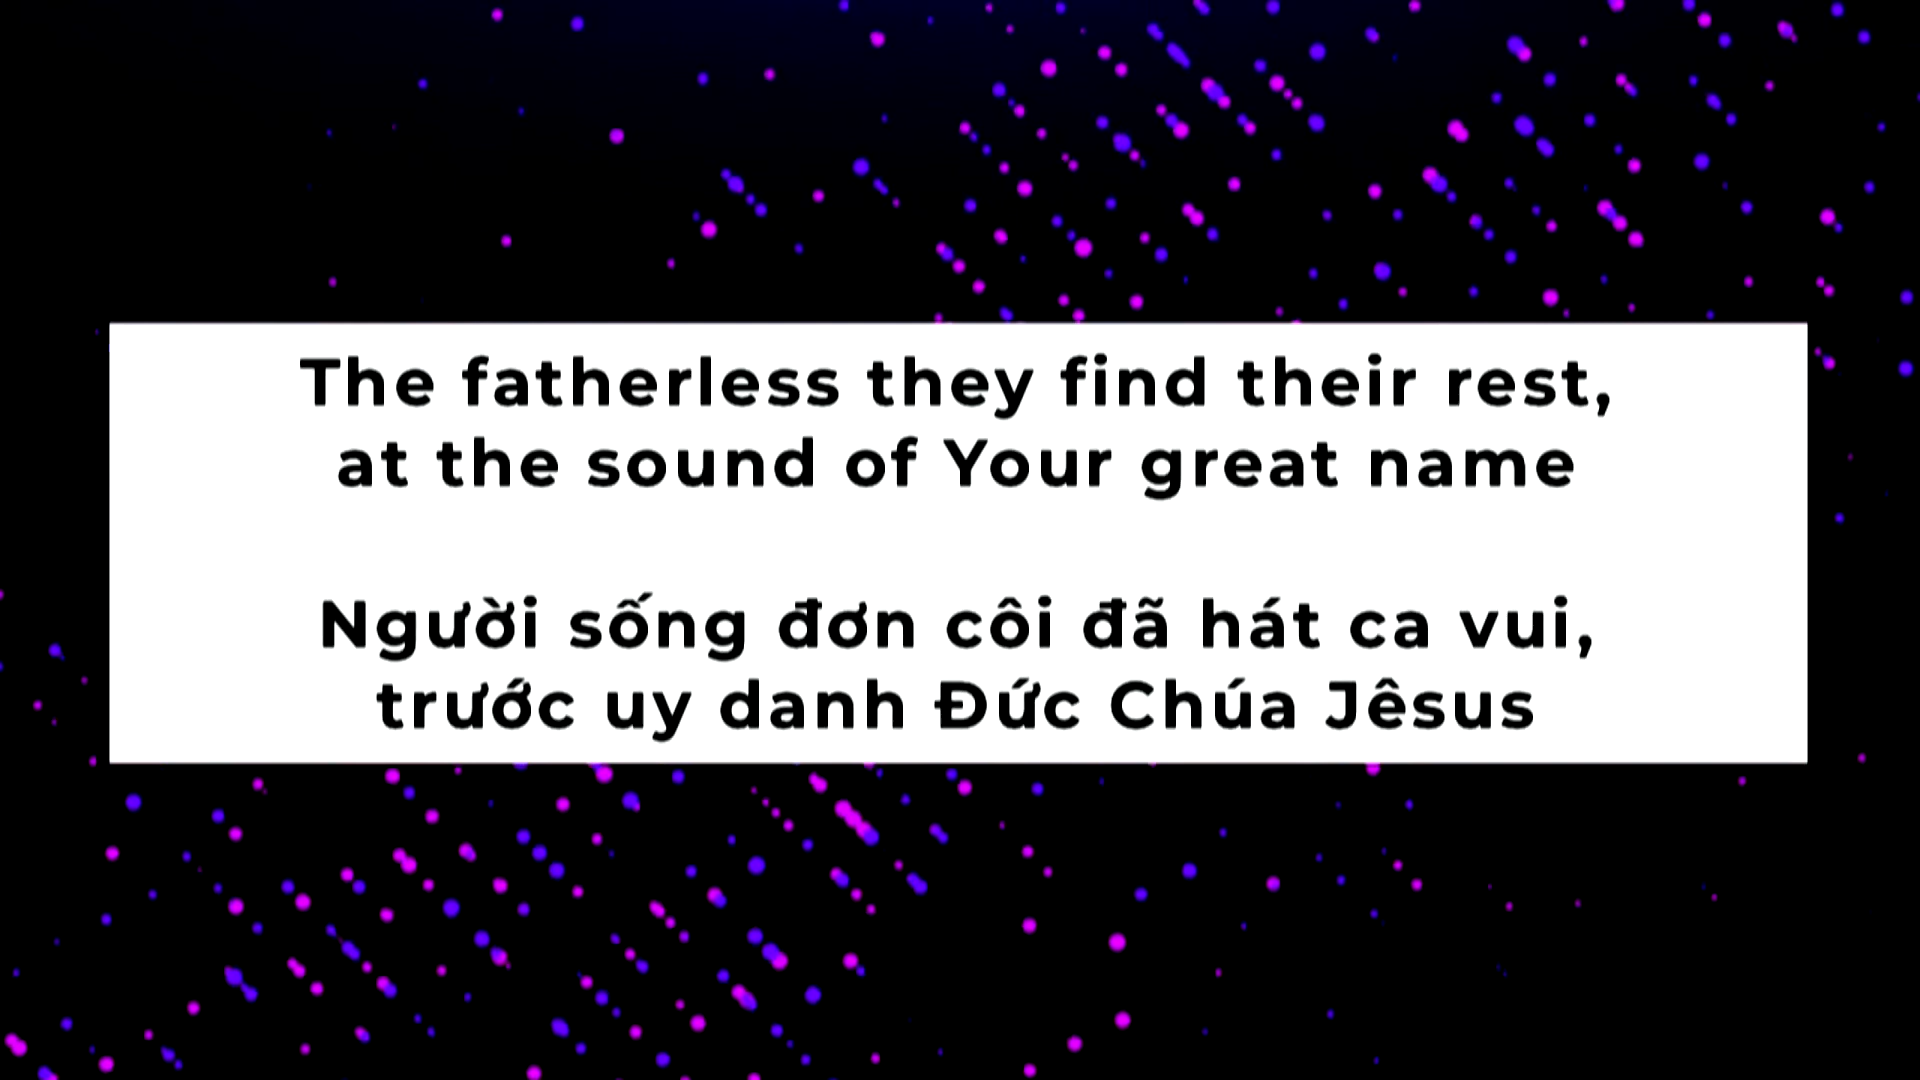 The fatherless they find their rest,
at the sound of Your great name
Người sống đơn côi đã hát ca vui,
trước uy danh Đức Chúa Jêsus